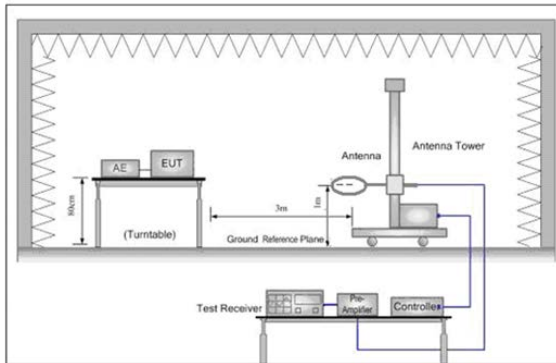 AE
EUT
80cm
(Turntable)
Antenna
Antenna Tower
1m
3m
Ground Reference Plane
Test Receiver
Pre-
Amplifier
Controller